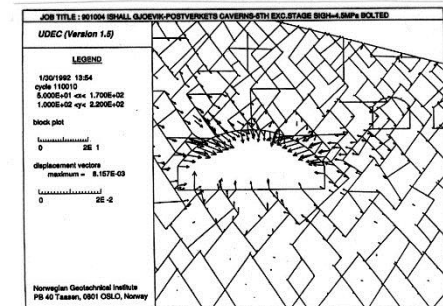 JOB TITLE : 901004 ISHALL GJOEVIK-POSTVERKETS CAVERNS-5TH EXC.STAGE SIGH=4.5MPa BOLTED
UDEC (Version 1.5)
LEGEND
1/30/1992 13:54
cycle 110010
5.000E+01 <x< 1.700E+02
1.000E+02 <y< 2.200E+02
block plot
0 2E 1
displacement vectors
maximum = 8.157E-03
0 2E -2
Norwegian Geotechnical Institute
PB 40 Taasen, 0801 OSLO, Norway